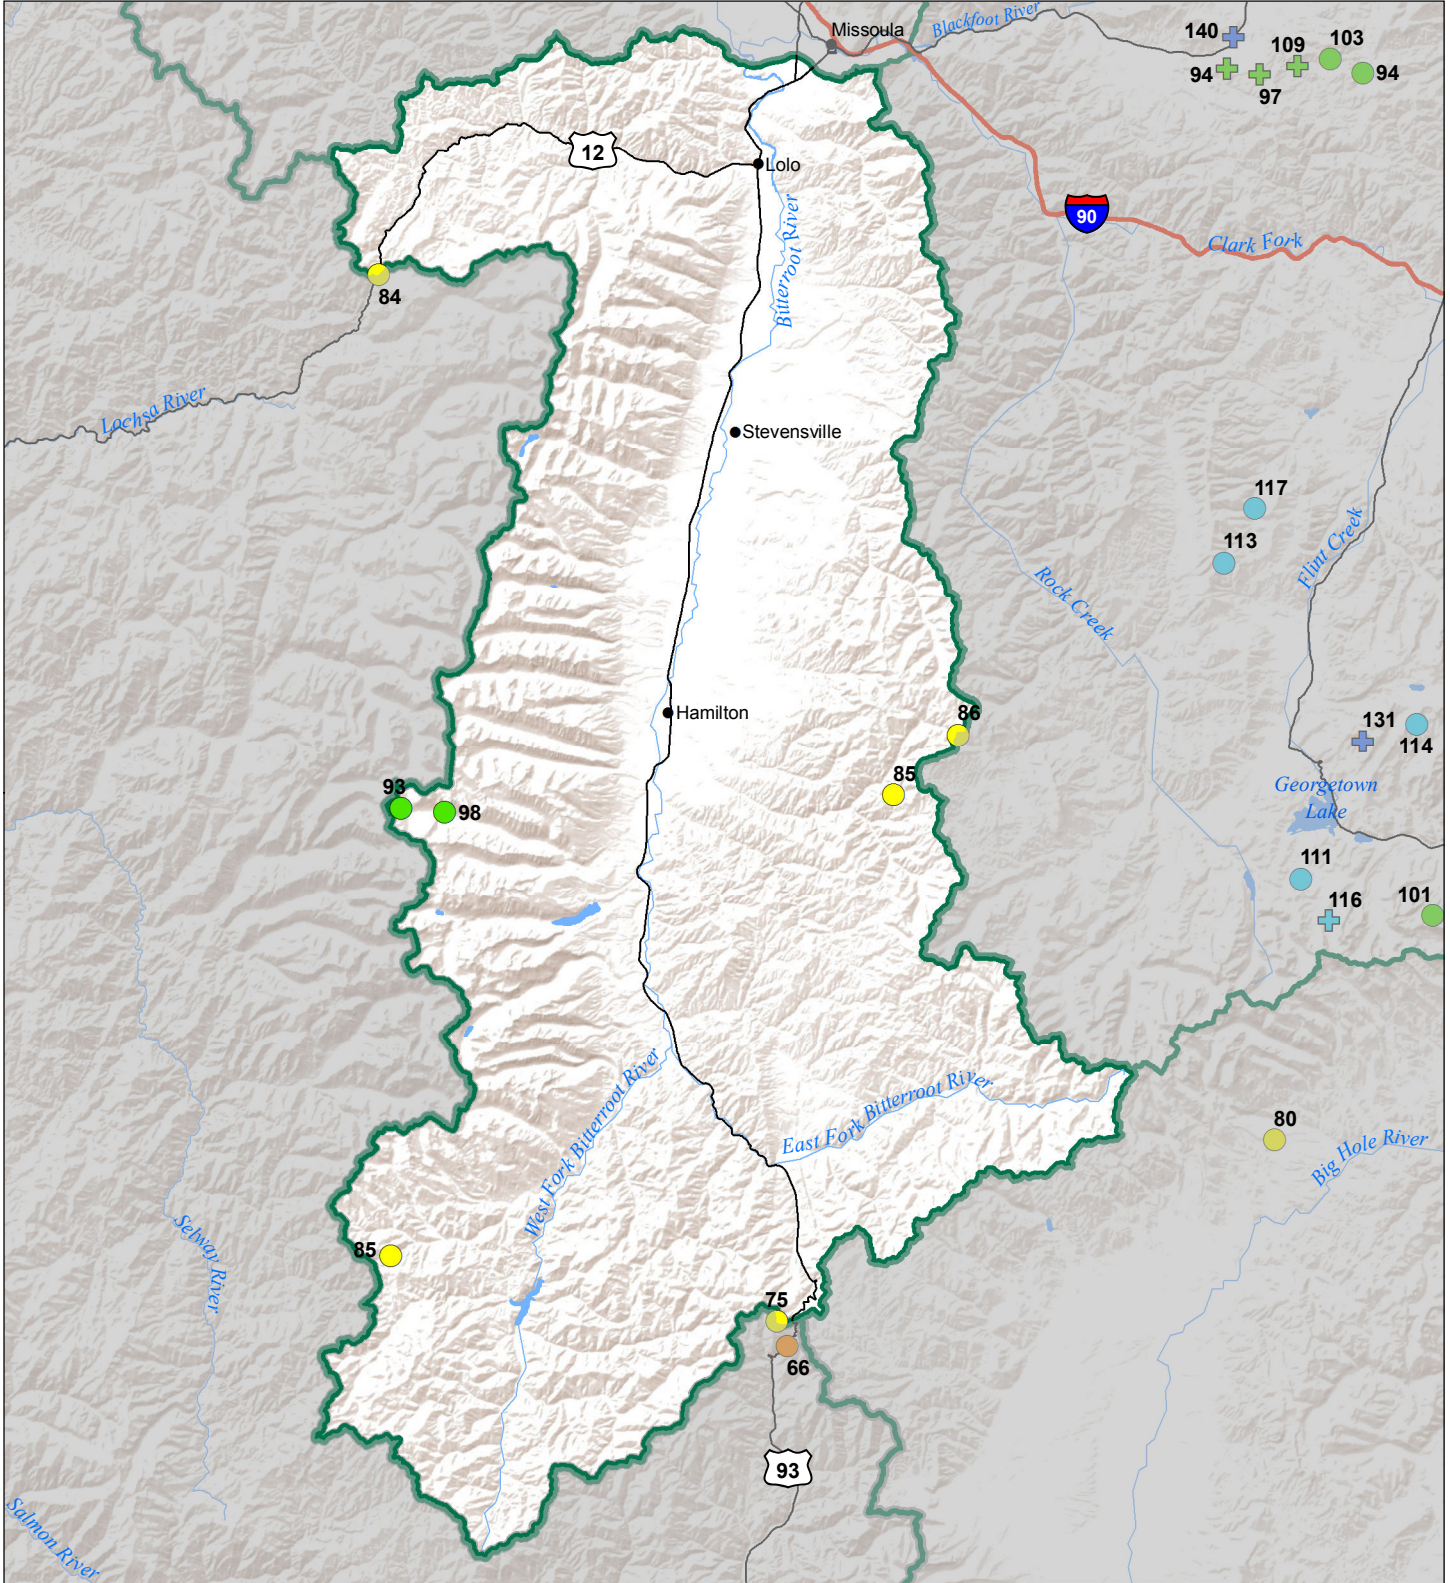 Missoula
Blackfoot River
140
103
109
94
94
97
12
Lolo
90
Clark Fork
Bitterroot River
84
Lochsa River
Stevensville
117
Flint Creek
113
Rock Creek
Hamilton
86
131
114
85
93
98
Georgetown
Lake
111
116
101
West Fork Bitterroot River
East Fork Bitterroot River
80
Big Hole River
Selway River
85
75
66
93
Salmon River